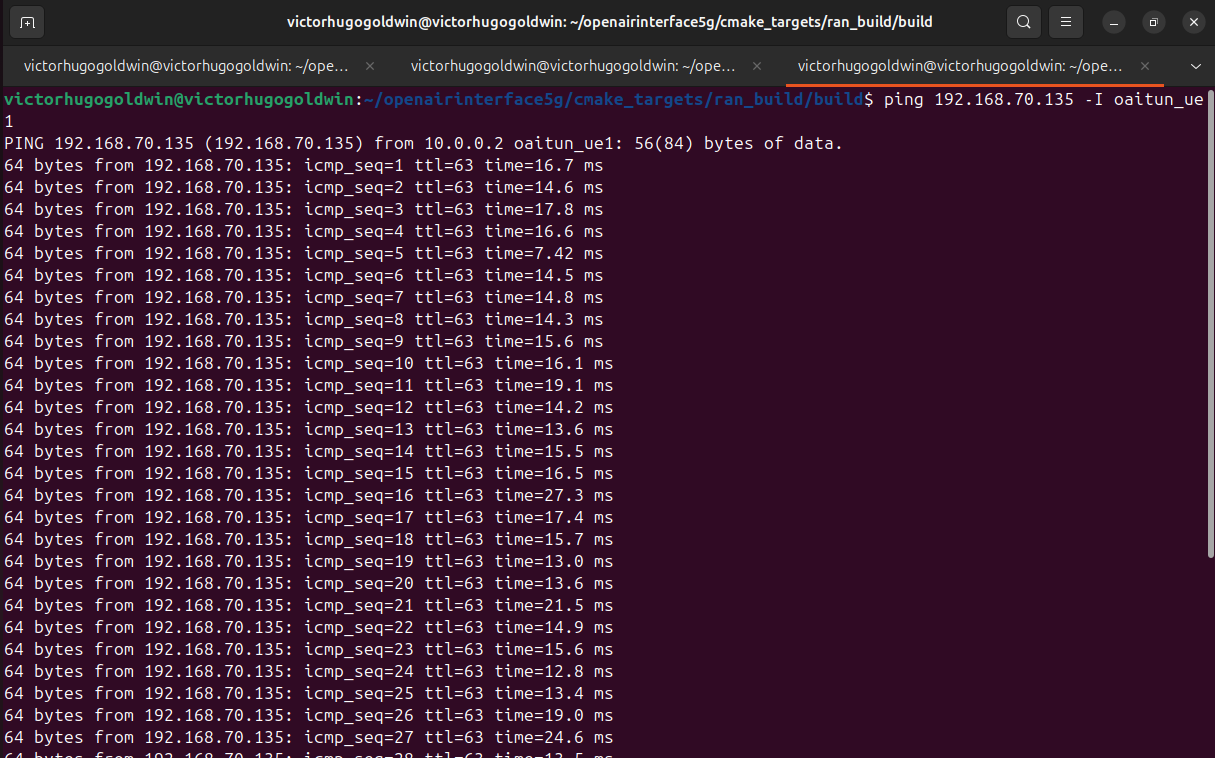 victorhugogoldwin@victorhugogoldwin: ~/openairinterface5g/cmake_targets/ran_build/build
victorhugogoldwin@victorhugogoldwin: ~/ope... victorhugogoldwin@victorhugogoldwin: ~/ope... victorhugogoldwin@victorhugogoldwin: ~/ope...
victorhugogoldwin@victorhugogoldwin:~/openairinterface5g/cmake_targets/ran_build/build$ ping 192.168.70.135 -I oaitun_ue
1
PING 192.168.70.135 (192.168.70.135) from 10.0.0.2 oaitun_ue1: 56(84) bytes of data.
64 bytes from 192.168.70.135: icmp_seq=1 ttl=63 time=16.7 ms
64 bytes from 192.168.70.135: icmp_seq=2 ttl=63 time=14.6 ms
64 bytes from 192.168.70.135: icmp_seq=3 ttl=63 time=17.8 ms
64 bytes from 192.168.70.135: icmp_seq=4 ttl=63 time=16.6 ms
64 bytes from 192.168.70.135: icmp_seq=5 ttl=63 time=7.42 ms
64 bytes from 192.168.70.135: icmp_seq=6 ttl=63 time=14.5 ms
64 bytes from 192.168.70.135: icmp_seq=7 ttl=63 time=14.8 ms
64 bytes from 192.168.70.135: icmp_seq=8 ttl=63 time=14.3 ms
64 bytes from 192.168.70.135: icmp_seq=9 ttl=63 time=15.6 ms
64 bytes from 192.168.70.135: icmp_seq=10 ttl=63 time=16.1 ms
64 bytes from 192.168.70.135: icmp_seq=11 ttl=63 time=19.1 ms
64 bytes from 192.168.70.135: icmp_seq=12 ttl=63 time=14.2 ms
64 bytes from 192.168.70.135: icmp_seq=13 ttl=63 time=13.6 ms
64 bytes from 192.168.70.135: icmp_seq=14 ttl=63 time=15.5 ms
64 bytes from 192.168.70.135: icmp_seq=15 ttl=63 time=16.5 ms
64 bytes from 192.168.70.135: icmp_seq=16 ttl=63 time=27.3 ms
64 bytes from 192.168.70.135: icmp_seq=17 ttl=63 time=17.4 ms
64 bytes from 192.168.70.135: icmp_seq=18 ttl=63 time=15.7 ms
64 bytes from 192.168.70.135: icmp_seq=19 ttl=63 time=13.0 ms
64 bytes from 192.168.70.135: icmp_seq=20 ttl=63 time=13.6 ms
64 bytes from 192.168.70.135: icmp_seq=21 ttl=63 time=21.5 ms
64 bytes from 192.168.70.135: icmp_seq=22 ttl=63 time=14.9 ms
64 bytes from 192.168.70.135: icmp_seq=23 ttl=63 time=15.6 ms
64 bytes from 192.168.70.135: icmp_seq=24 ttl=63 time=12.8 ms
64 bytes from 192.168.70.135: icmp_seq=25 ttl=63 time=13.4 ms
64 bytes from 192.168.70.135: icmp_seq=26 ttl=63 time=19.0 ms
64 bytes from 192.168.70.135: icmp_seq=27 ttl=63 time=24.6 ms
64 bytes from 192.168.70.135: icmp_seq=28 ttl=63 time=13.5 ms